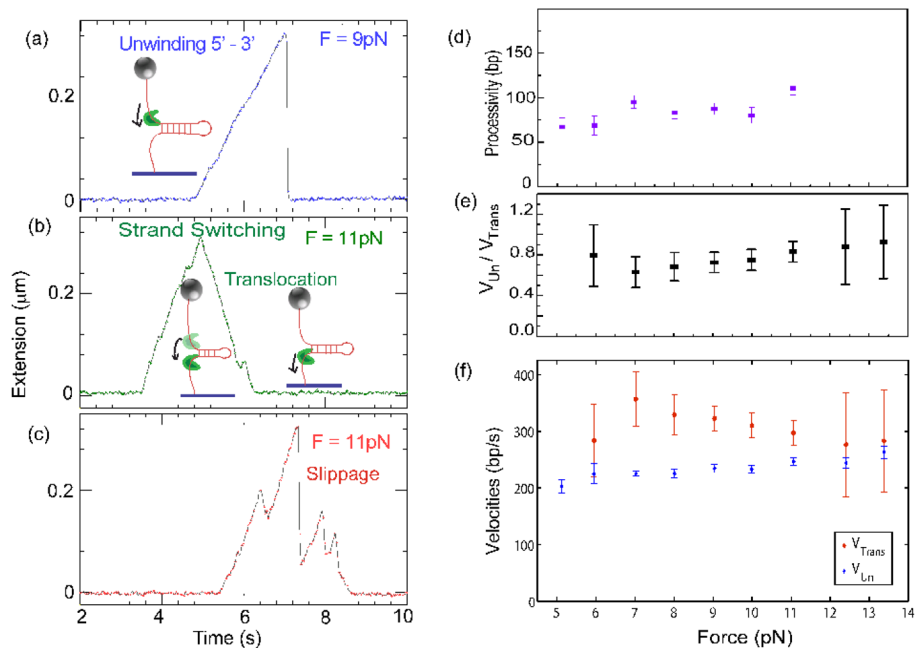 (a)
Unwinding 5' - 3'
F = 9pN
0.2
0
(b)
Strand Switching
F = 11pN
Translocation
0.2
0
(c)
F = 11pN
Slippage
0.2
0
2
4
6
8
10
Extension (μm)
Time (s)
(d)
Processivity (bp)
150
100
50
0
(e)
V_Un / V_Trans
1.2
0.8
0.4
0.0
(f)
Velocities (bp/s)
400
300
200
100
0
V_Trans
V_Un
5
6
7
8
9
10
11
12
13
14
Force (pN)